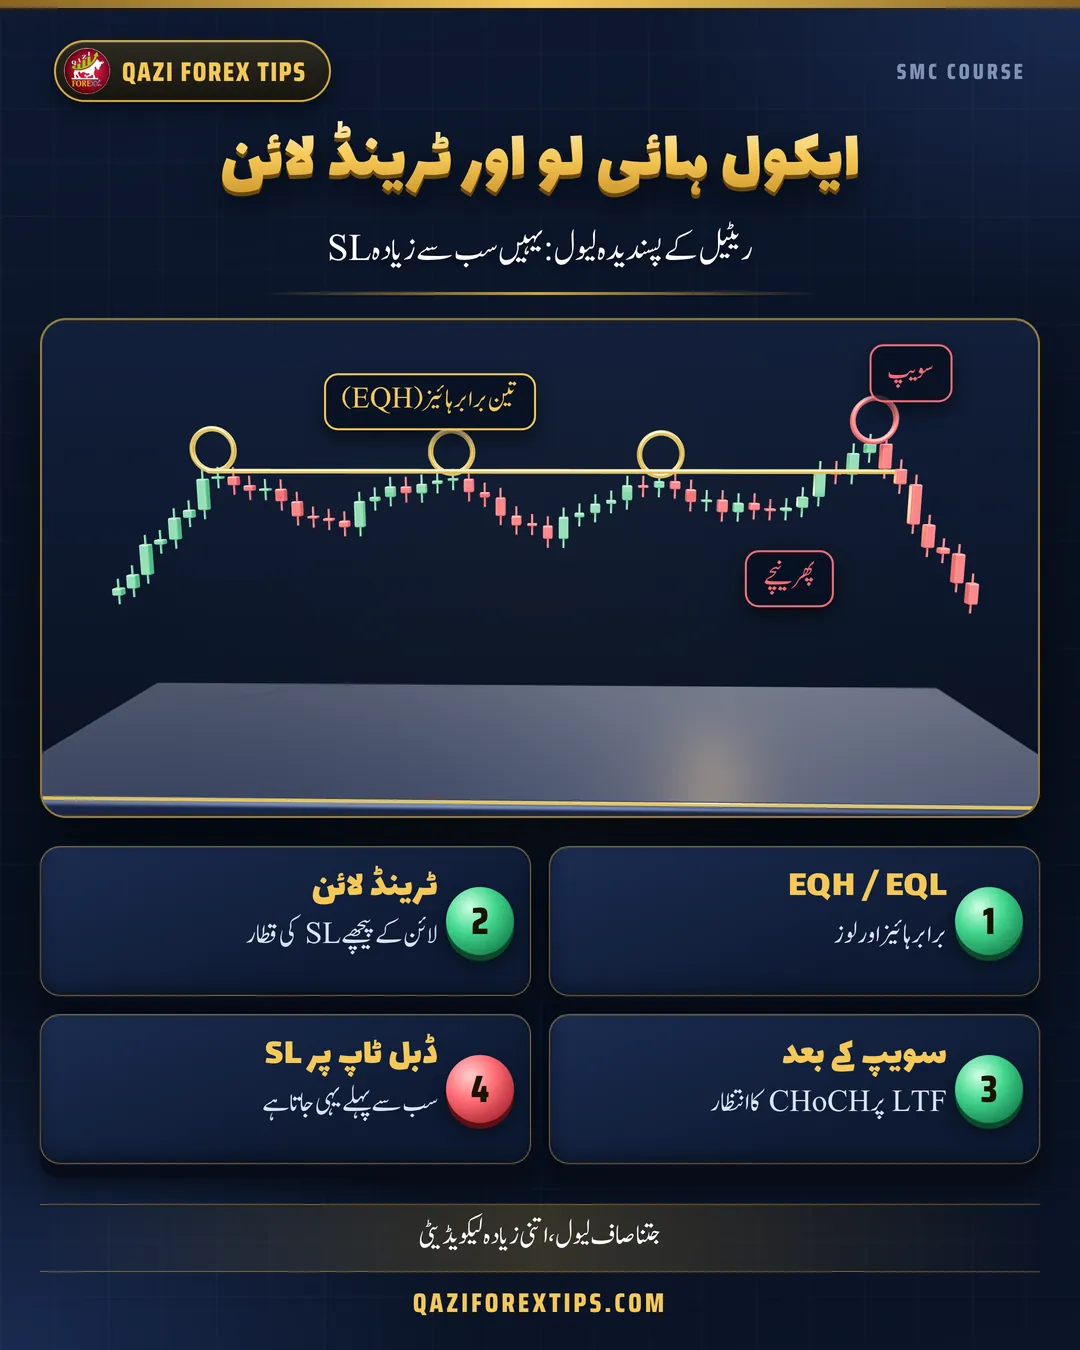 QAZI FOREX TIPS
SMC COURSE
ایکول ہائی لو اور ٹرینڈ لائن
ریٹیل کے پسندیدہ لیول: یہیں سب سے زیادہ SL
سویپ
تین برابر ہائیز (EQH)
پھر نیچے
EQH / EQL
1
برابر ہائیز اور لوز
ٹرینڈ لائن
2
لائن کے پیچھے SL کی قطار
سویپ کے بعد
3
LTF پر CHoCH کا انتظار
ڈبل ٹاپ پر SL
4
سب سے پہلے یہی جاتا ہے
جتنا صاف لیول، اتنی زیادہ لیکویڈیٹی
QAZIFOREXTIPS.COM